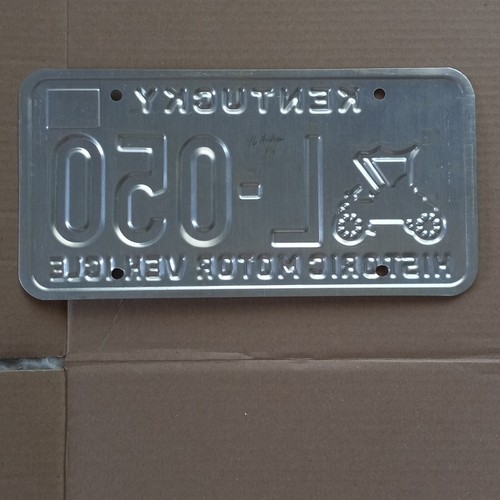 KENTUCKY
L-050
HISTORIC MOTOR VEHICLE